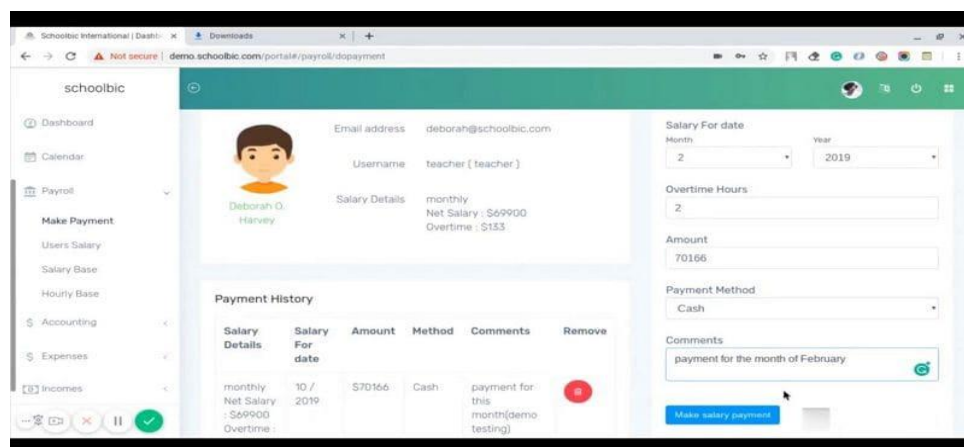 Schoolbic International | Dashb
Downloads
Not secure | demo.schoolbic.com/portal#/payroll/dopayment
schoolbic
Dashboard
Calendar
Payroll
Make Payment
Users Salary
Salary Base
Hourly Base
Accounting
Expenses
Incomes
Deborah O.
Harvey
Email address deborah@schoolbic.com
Username teacher ( teacher )
Salary Details monthly
Net Salary : $69900
Overtime : $133
Payment History
Salary Details Salary For date Amount Method Comments Remove
monthly 10 / $70166 Cash payment for
Net Salary 2019 this
: $69900 month(demo
Overtime : testing)
Salary For date
Month Year
2 2019
Overtime Hours
2
Amount
70166
Payment Method
Cash
Comments
payment for the month of February
Make salary payment